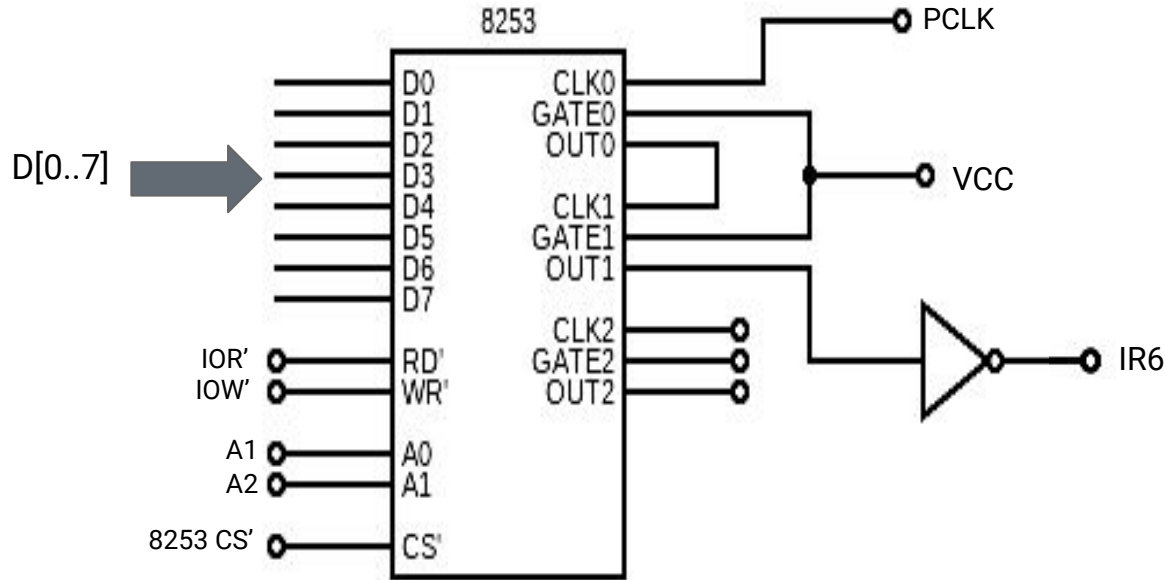 8253
PCLK
D0 CLK0
D1 GATE0
D2 OUT0
D[0..7] D3 VCC
D4 CLK1
D5 GATE1
D6 OUT1
D7
CLK2
IOR' RD' GATE2 IR6
IOW' WR' OUT2
A1 A0
A2 A1
8253 CS' CS'